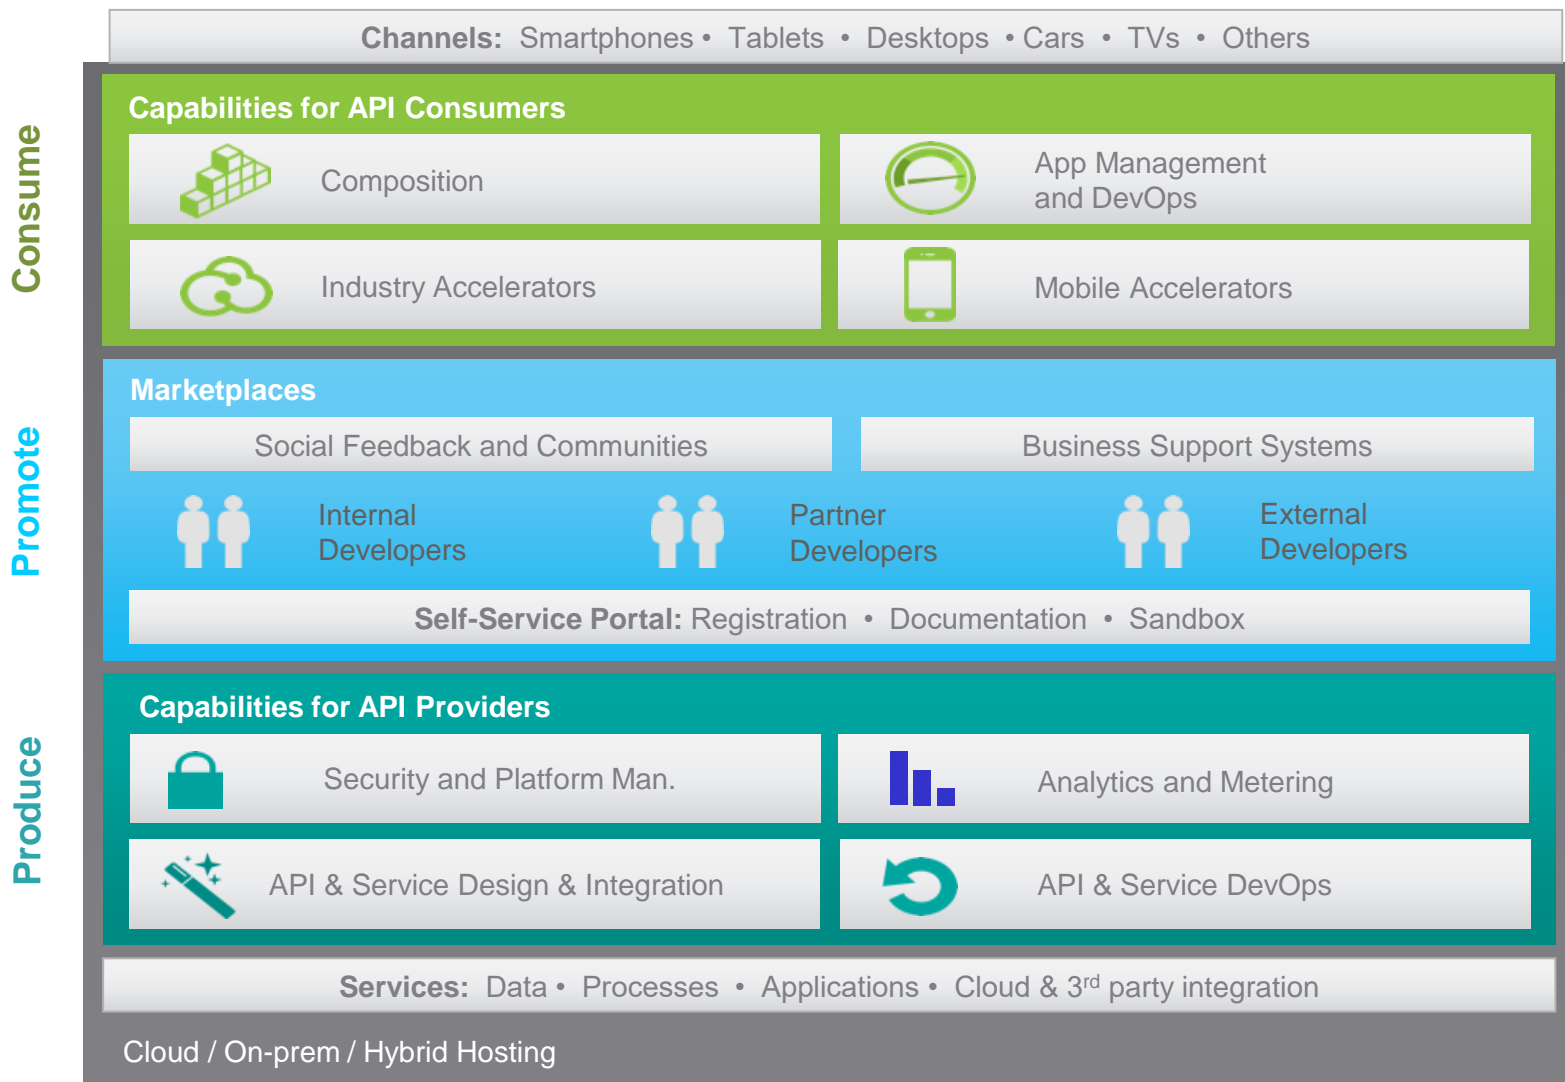 Channels: Smartphones • Tablets • Desktops • Cars • TVs • Others
Consume
Capabilities for API Consumers
Composition
App Management
and DevOps
Industry Accelerators
Mobile Accelerators
Promote
Marketplaces
Social Feedback and Communities
Business Support Systems
Internal
Developers
Partner
Developers
External
Developers
Self-Service Portal: Registration • Documentation • Sandbox
Produce
Capabilities for API Providers
Security and Platform Man.
Analytics and Metering
API & Service Design & Integration
API & Service DevOps
Services: Data • Processes • Applications • Cloud & 3rd party integration
Cloud / On-prem / Hybrid Hosting